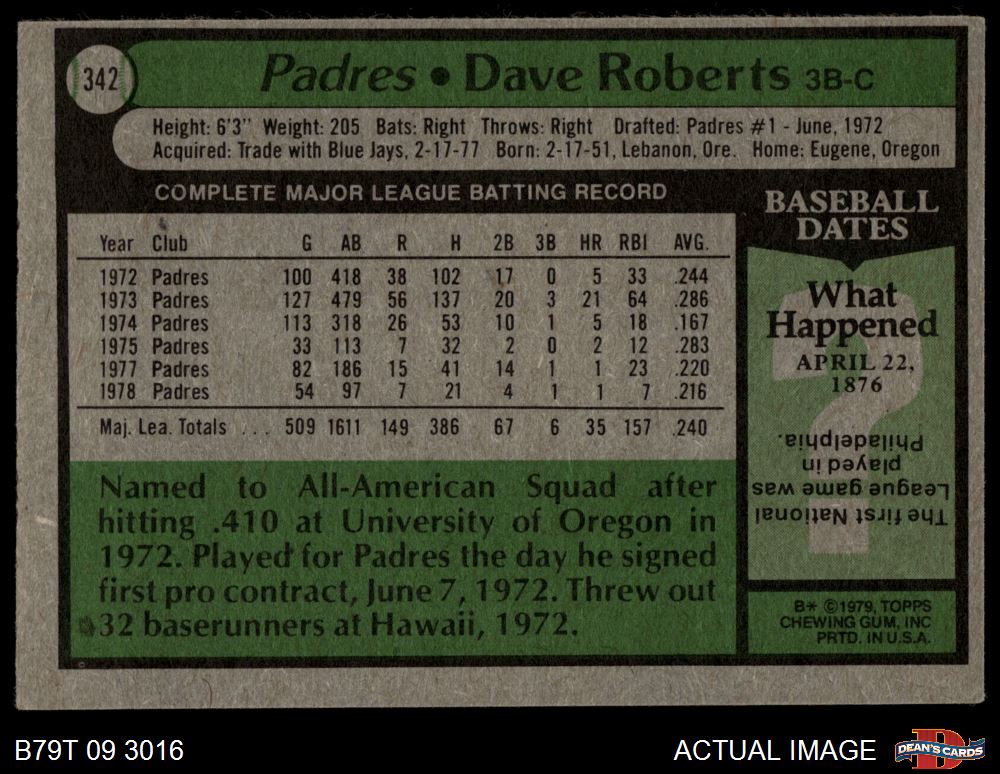 342
Padres • Dave Roberts 3B-C
Height: 6'3" Weight: 205 Bats: Right Throws: Right Drafted: Padres #1 - June, 1972
Acquired: Trade with Blue Jays, 2-17-77 Born: 2-17-51, Lebanon, Ore. Home: Eugene, Oregon
COMPLETE MAJOR LEAGUE BATTING RECORD
Year Club G AB R H 2B 3B HR RBI AVG.
1972 Padres 100 418 38 102 17 0 5 33 .244
1973 Padres 127 479 56 137 20 3 21 64 .286
1974 Padres 113 318 26 53 10 1 5 18 .167
1975 Padres 33 113 7 32 2 0 2 12 .283
1977 Padres 82 186 15 41 14 1 1 23 .220
1978 Padres 54 97 7 21 4 1 1 7 .216
Maj. Lea. Totals ... 509 1611 149 386 67 6 35 157 .240
Named to All-American Squad after
hitting .410 at University of Oregon in
1972. Played for Padres the day he signed
first pro contract, June 7, 1972. Threw out
32 baserunners at Hawaii, 1972.
BASEBALL
DATES
What
Happened
APRIL 22,
1876
The first National
League game was
played in
Philadelphia.
B* ©1979, TOPPS
CHEWING GUM, INC
PRTD. IN U.S.A.
B79T 09 3016
ACTUAL IMAGE
DEAN'S CARDS